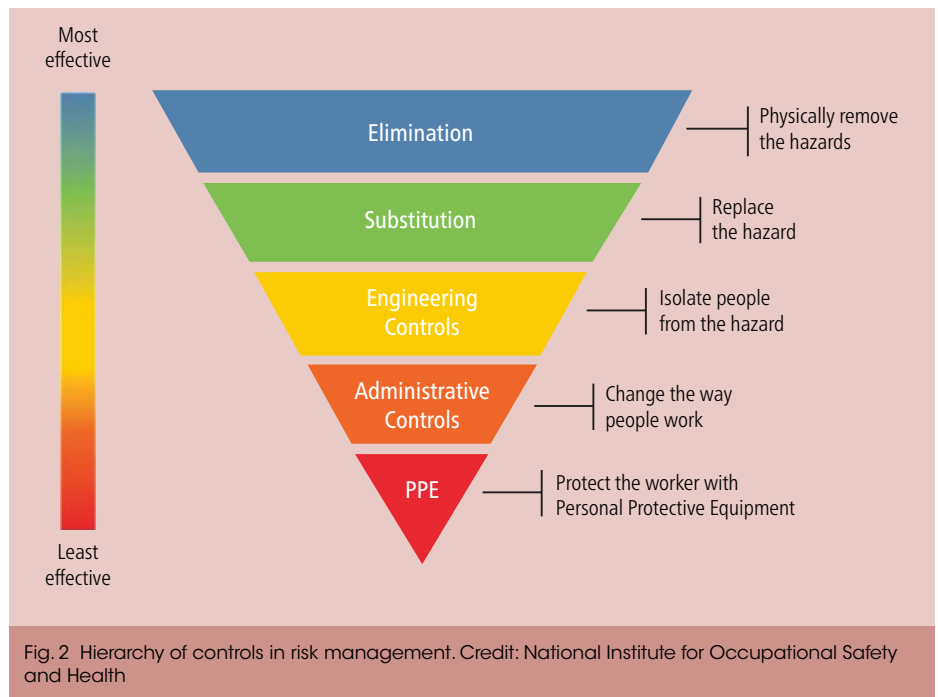 Most
effective
Elimination
Physically remove
the hazards
Substitution
Replace
the hazard
Engineering
Controls
Isolate people
from the hazard
Administrative
Controls
Change the way
people work
PPE
Protect the worker with
Personal Protective Equipment
Least
effective
Fig. 2 Hierarchy of controls in risk management. Credit: National Institute for Occupational Safety
and Health